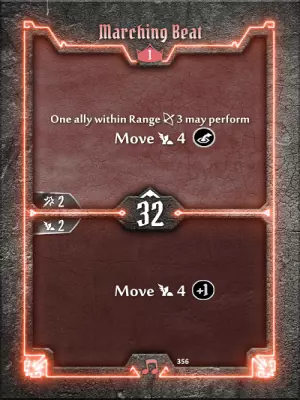 Marching Beat
1
One ally within Range 3 may perform
Move 4
2
32
2
Move 4 +1
356